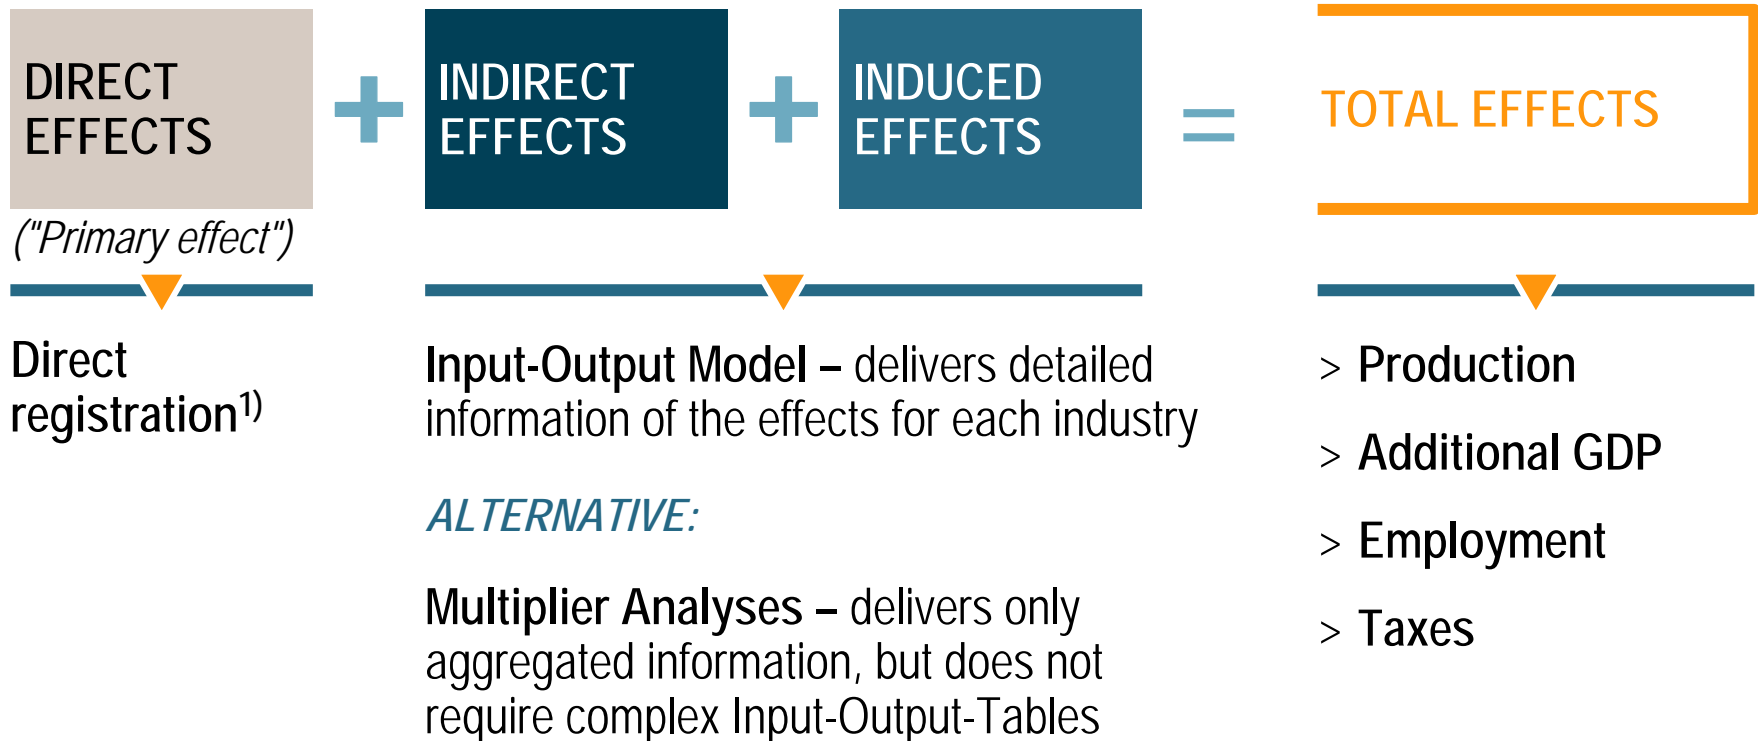 DIRECT
EFFECTS
+
INDIRECT
EFFECTS
+
INDUCED
EFFECTS
=
TOTAL EFFECTS
("Primary effect")
Direct
registration1)
Input-Output Model – delivers detailed
information of the effects for each industry
ALTERNATIVE:
Multiplier Analyses – delivers only
aggregated information, but does not
require complex Input-Output-Tables
> Production
> Additional GDP
> Employment
> Taxes